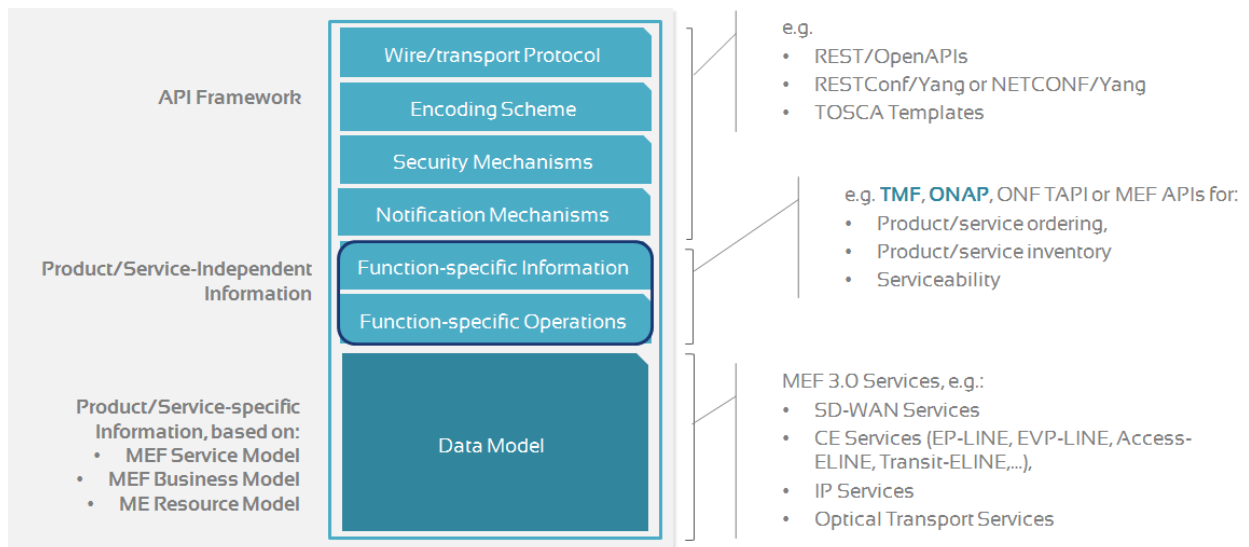 API Framework
Wire/transport Protocol
Encoding Scheme
Security Mechanisms
Notification Mechanisms
e.g.
• REST/OpenAPIs
• RESTConf/Yang or NETCONF/Yang
• TOSCA Templates
Product/Service-Independent
Information
Function-specific Information
Function-specific Operations
e.g. TMF, ONAP, ONF TAPI or MEF APIs for:
• Product/service ordering,
• Product/service inventory
• Serviceability
Product/Service-specific
Information, based on:
• MEF Service Model
• MEF Business Model
• ME Resource Model
Data Model
MEF 3.0 Services, e.g.:
• SD-WAN Services
• CE Services (EP-LINE, EVP-LINE, Access-
ELINE, Transit-ELINE,...),
• IP Services
• Optical Transport Services